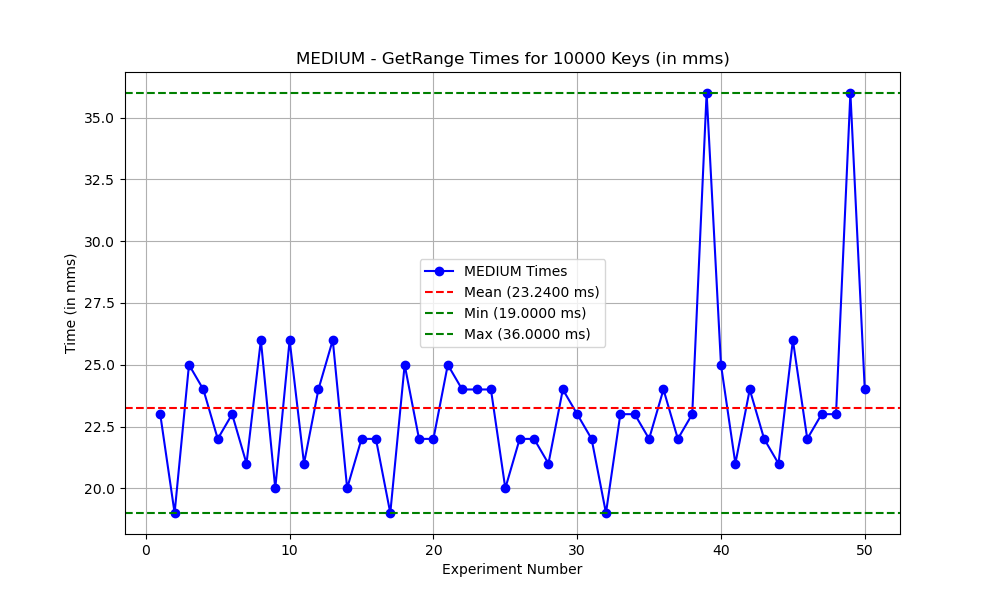 MEDIUM - GetRange Times for 10000 Keys (in mms)
Time (in mms)
35.0
32.5
30.0
27.5
25.0
22.5
20.0
MEDIUM Times
Mean (23.2400 ms)
Min (19.0000 ms)
Max (36.0000 ms)
0 10 20 30 40 50
Experiment Number